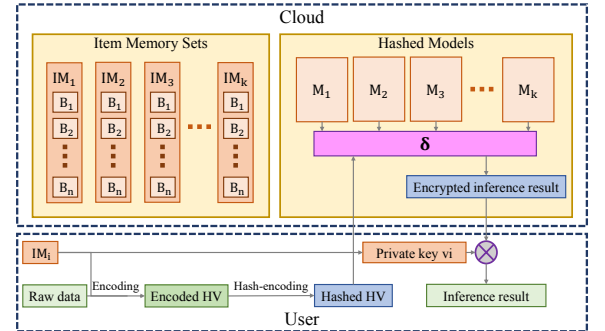 Cloud
Item Memory Sets
Hashed Models
IM₁ IM₂ IM₃ IMₖ
B₁ B₁ B₁ B₁
B₂ B₂ B₂ B₂
Bₙ Bₙ Bₙ Bₙ
M₁ M₂ M₃ Mₖ
δ
Encrypted inference result
IMᵢ
Private key vi
Raw data
Encoding
Encoded HV
Hash-encoding
Hashed HV
Inference result
User